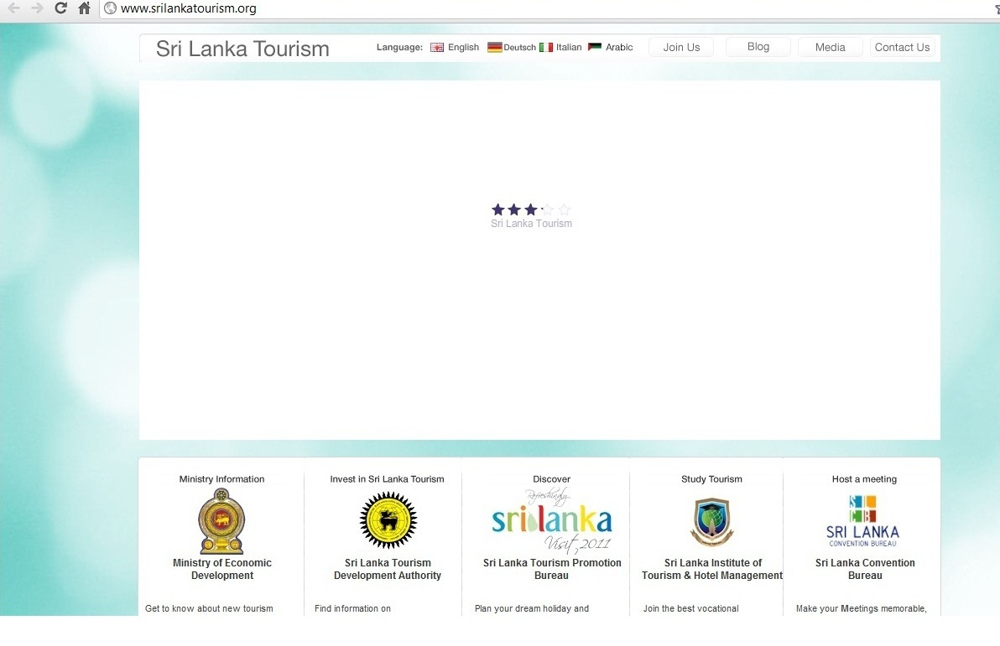 www.srilankatourism.org
Sri Lanka Tourism
Language: English Deutsch Italian Arabic
Join Us Blog Media Contact Us
Sri Lanka Tourism
Ministry Information
Ministry of Economic
Development
Get to know about new tourism
Invest in Sri Lanka Tourism
Sri Lanka Tourism
Development Authority
Find information on
Discover
Refreshingly
srilanka
Visit, 2011
Sri Lanka Tourism Promotion
Bureau
Plan your dream holiday and
Study Tourism
Sri Lanka Institute of
Tourism & Hotel Management
Join the best vocational
Host a meeting
SLCB
SRI LANKA
CONVENTION BUREAU
Sri Lanka Convention
Bureau
Make your Meetings memorable,